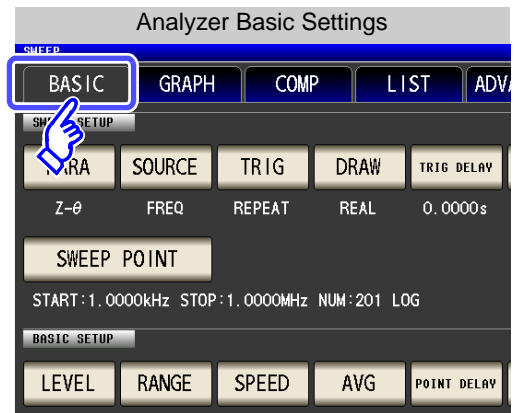 Analyzer Basic Settings
SWEEP
BASIC GRAPH COMP LIST
SETUP
SOURCE TRIG DRAW TRIG DELAY
Z-θ FREQ REPEAT REAL 0.0000s
SWEEP POINT
START:1.0000kHz STOP:1.0000MHz NUM:201 LOG
BASIC SETUP
LEVEL RANGE SPEED AVG POINT DELAY